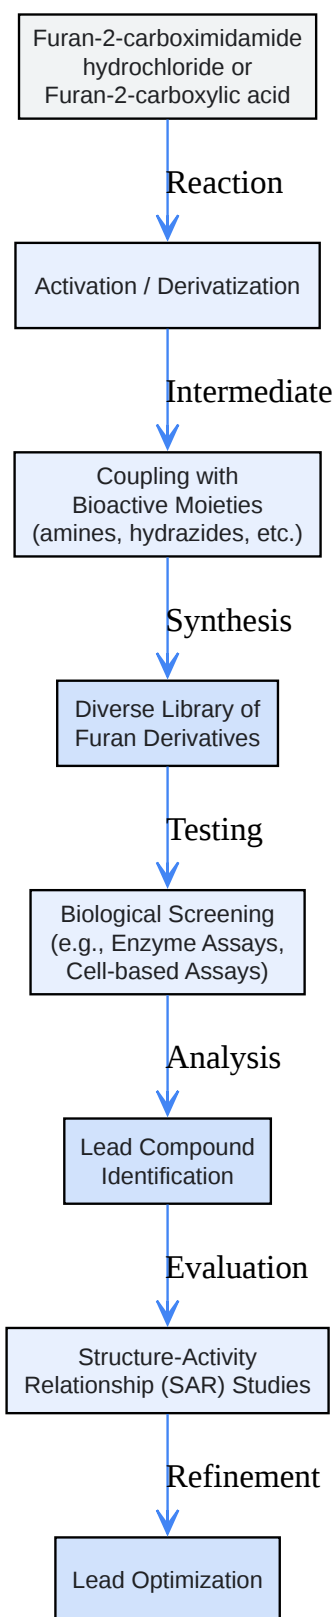 Furan-2-carboximidamide
hydrochloride or
Furan-2-carboxylic acid
Reaction
Activation / Derivatization
Intermediate
Coupling with
Bioactive Moieties
(amines, hydrazides, etc.)
Synthesis
Diverse Library of
Furan Derivatives
Testing
Biological Screening
(e.g., Enzyme Assays,
Cell-based Assays)
Analysis
Lead Compound
Identification
Evaluation
Structure-Activity
Relationship (SAR) Studies
Refinement
Lead Optimization